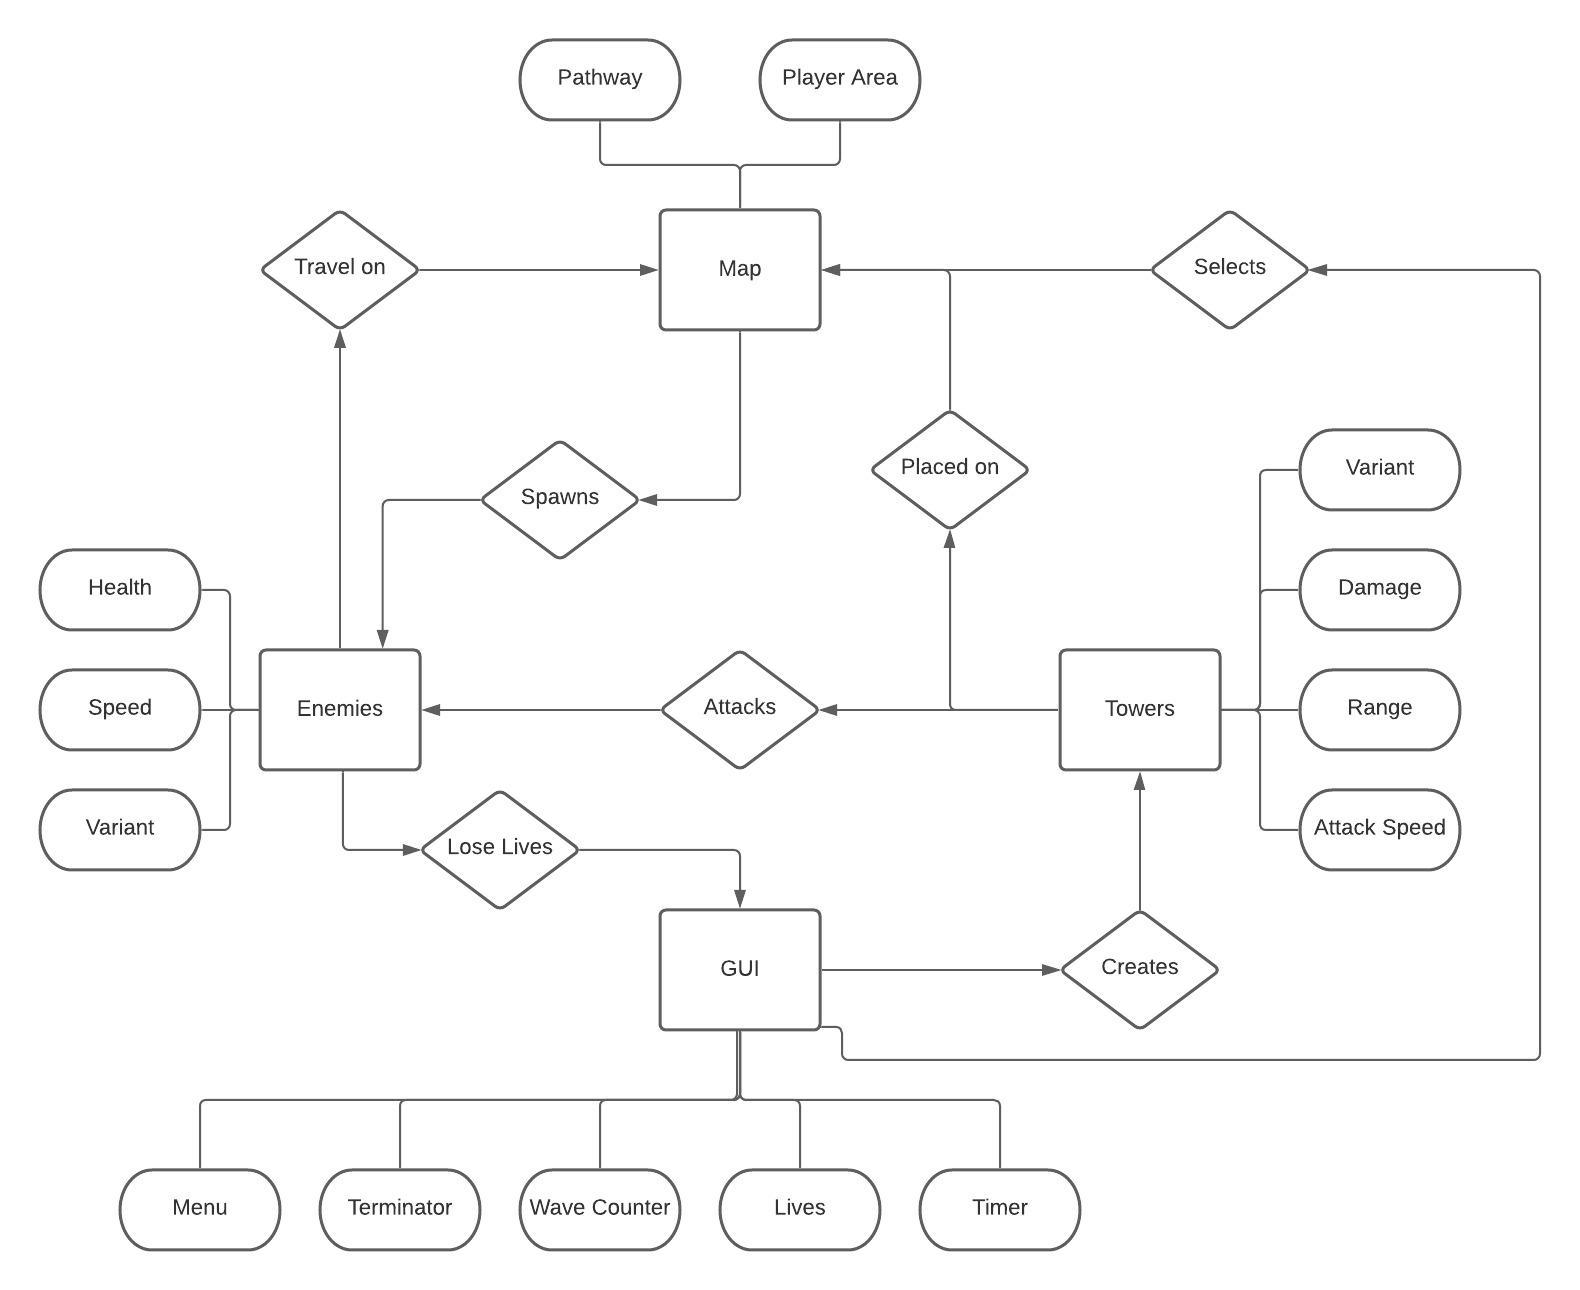 Pathway
Player Area
Travel on
Map
Selects
Placed on
Variant
Spawns
Health
Damage
Speed
Enemies
Attacks
Towers
Range
Variant
Lose Lives
Attack Speed
GUI
Creates
Menu
Terminator
Wave Counter
Lives
Timer